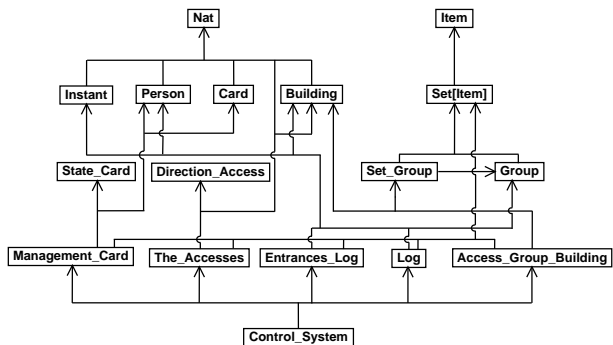 Nat Item
Instant Person Card Building Set[Item]
State_Card Direction_Access Set_Group Group
Management_Card The_Accesses Entrances_Log Log Access_Group_Building
Control_System